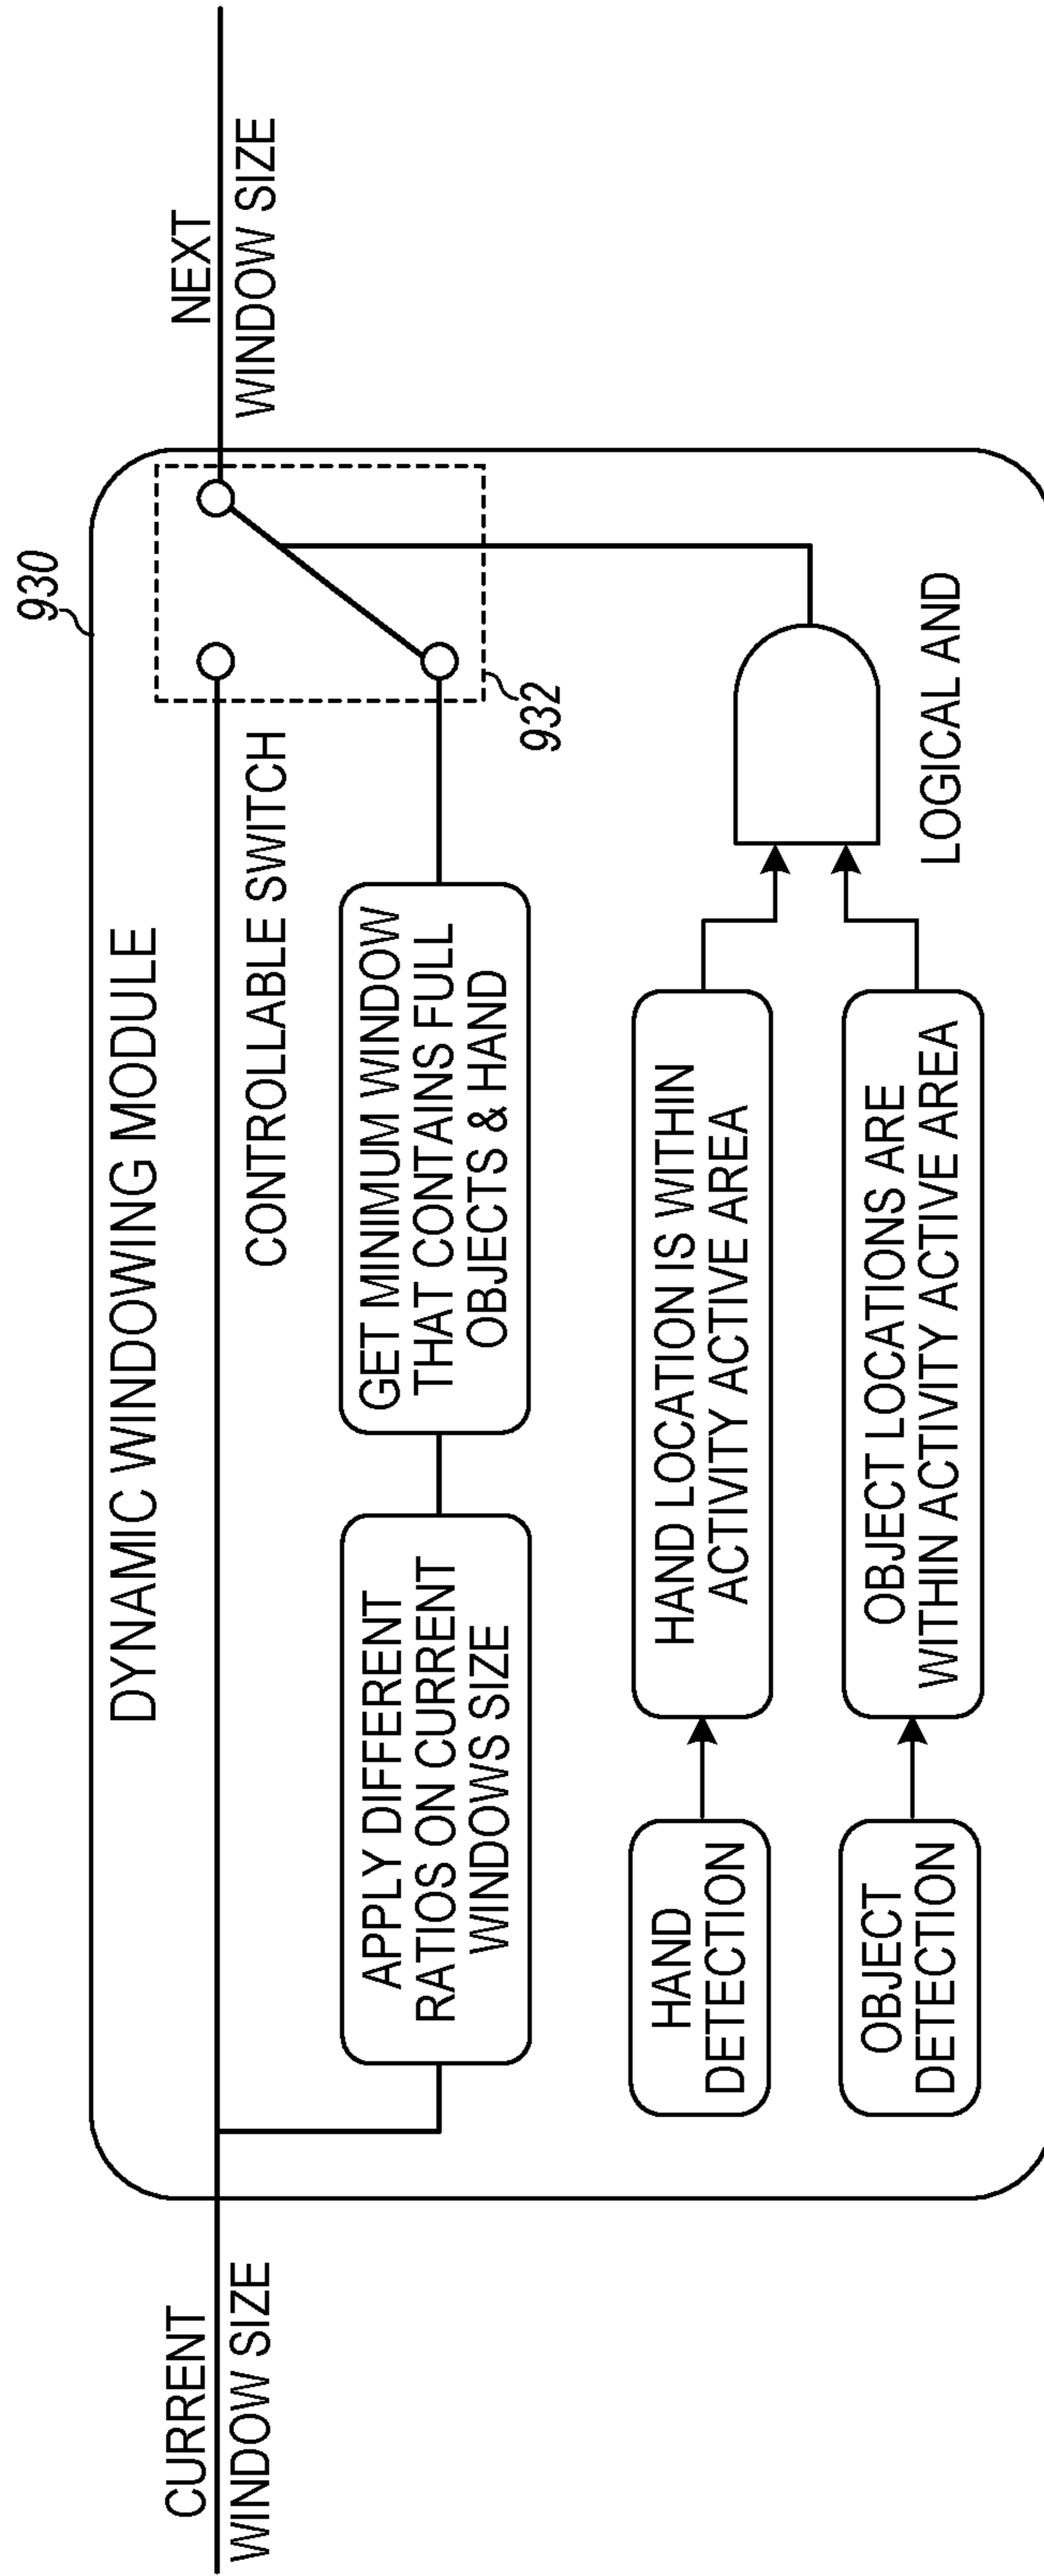 930
DYNAMIC WINDOWING MODULE
CURRENT
WINDOW SIZE
NEXT
WINDOW SIZE
CONTROLLABLE SWITCH
932
APPLY DIFFERENT
RATIOS ON CURRENT
WINDOWS SIZE
GET MINIMUM WINDOW
THAT CONTAINS FULL
OBJECTS & HAND
HAND
DETECTION
HAND LOCATION IS WITHIN
ACTIVITY ACTIVE AREA
OBJECT
DETECTION
OBJECT LOCATIONS ARE
WITHIN ACTIVITY ACTIVE AREA
LOGICAL AND